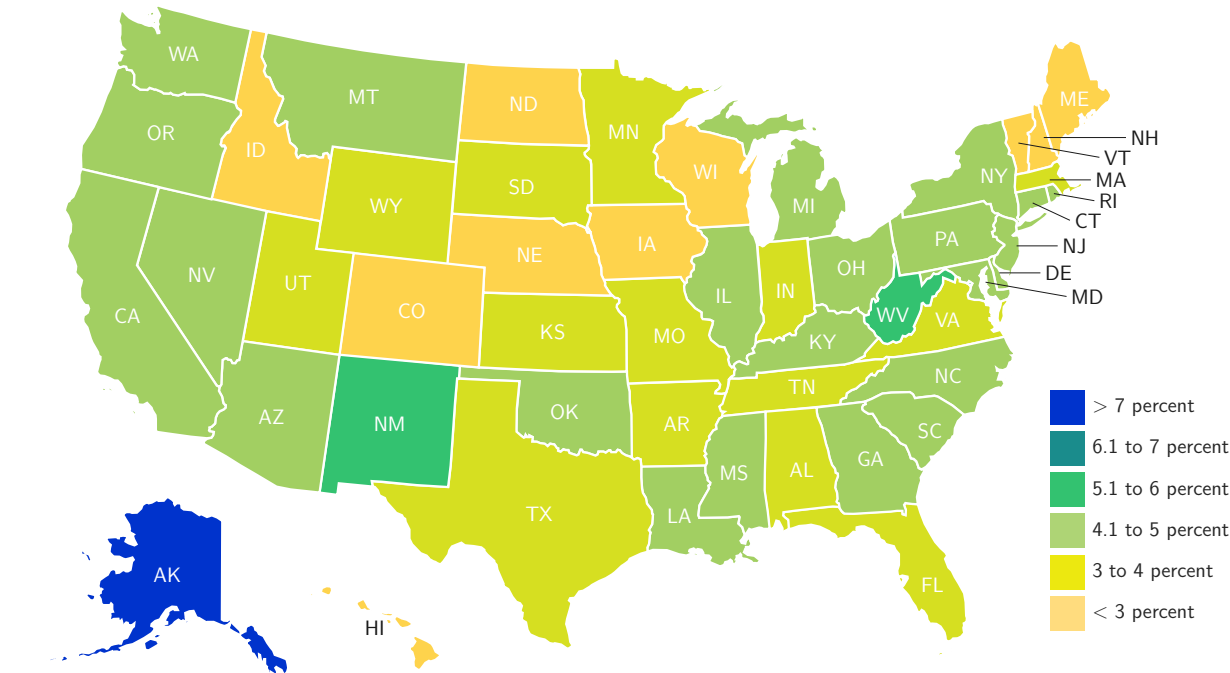 WA
MT
ND
MN
ME
OR
ID
NH
VT
WI
NY
MA
SD
RI
WY
MI
CT
IA
PA
NJ
NV
UT
NE
OH
DE
IL
IN
MD
CA
CO
WV
VA
KS
MO
KY
NC
TN
AZ
NM
OK
AR
SC
> 7 percent
6.1 to 7 percent
MS
AL
GA
5.1 to 6 percent
TX
LA
4.1 to 5 percent
AK
FL
3 to 4 percent
HI
< 3 percent